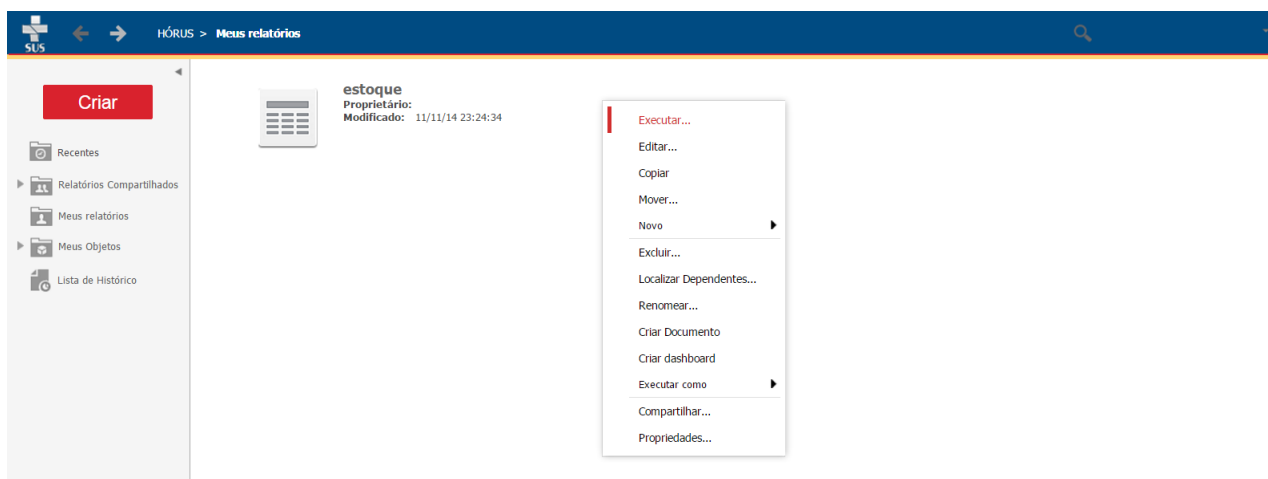 SUS
HÓRUS > Meus relatórios
Criar
Recentes
Relatórios Compartilhados
Meus relatórios
Meus Objetos
Lista de Histórico
estoque
Proprietário:
Modificado: 11/11/14 23:24:34
Executar...
Editar...
Copiar
Mover...
Novo
Excluir...
Localizar Dependentes...
Renomear...
Criar Documento
Criar dashboard
Executar como
Compartilhar...
Propriedades...